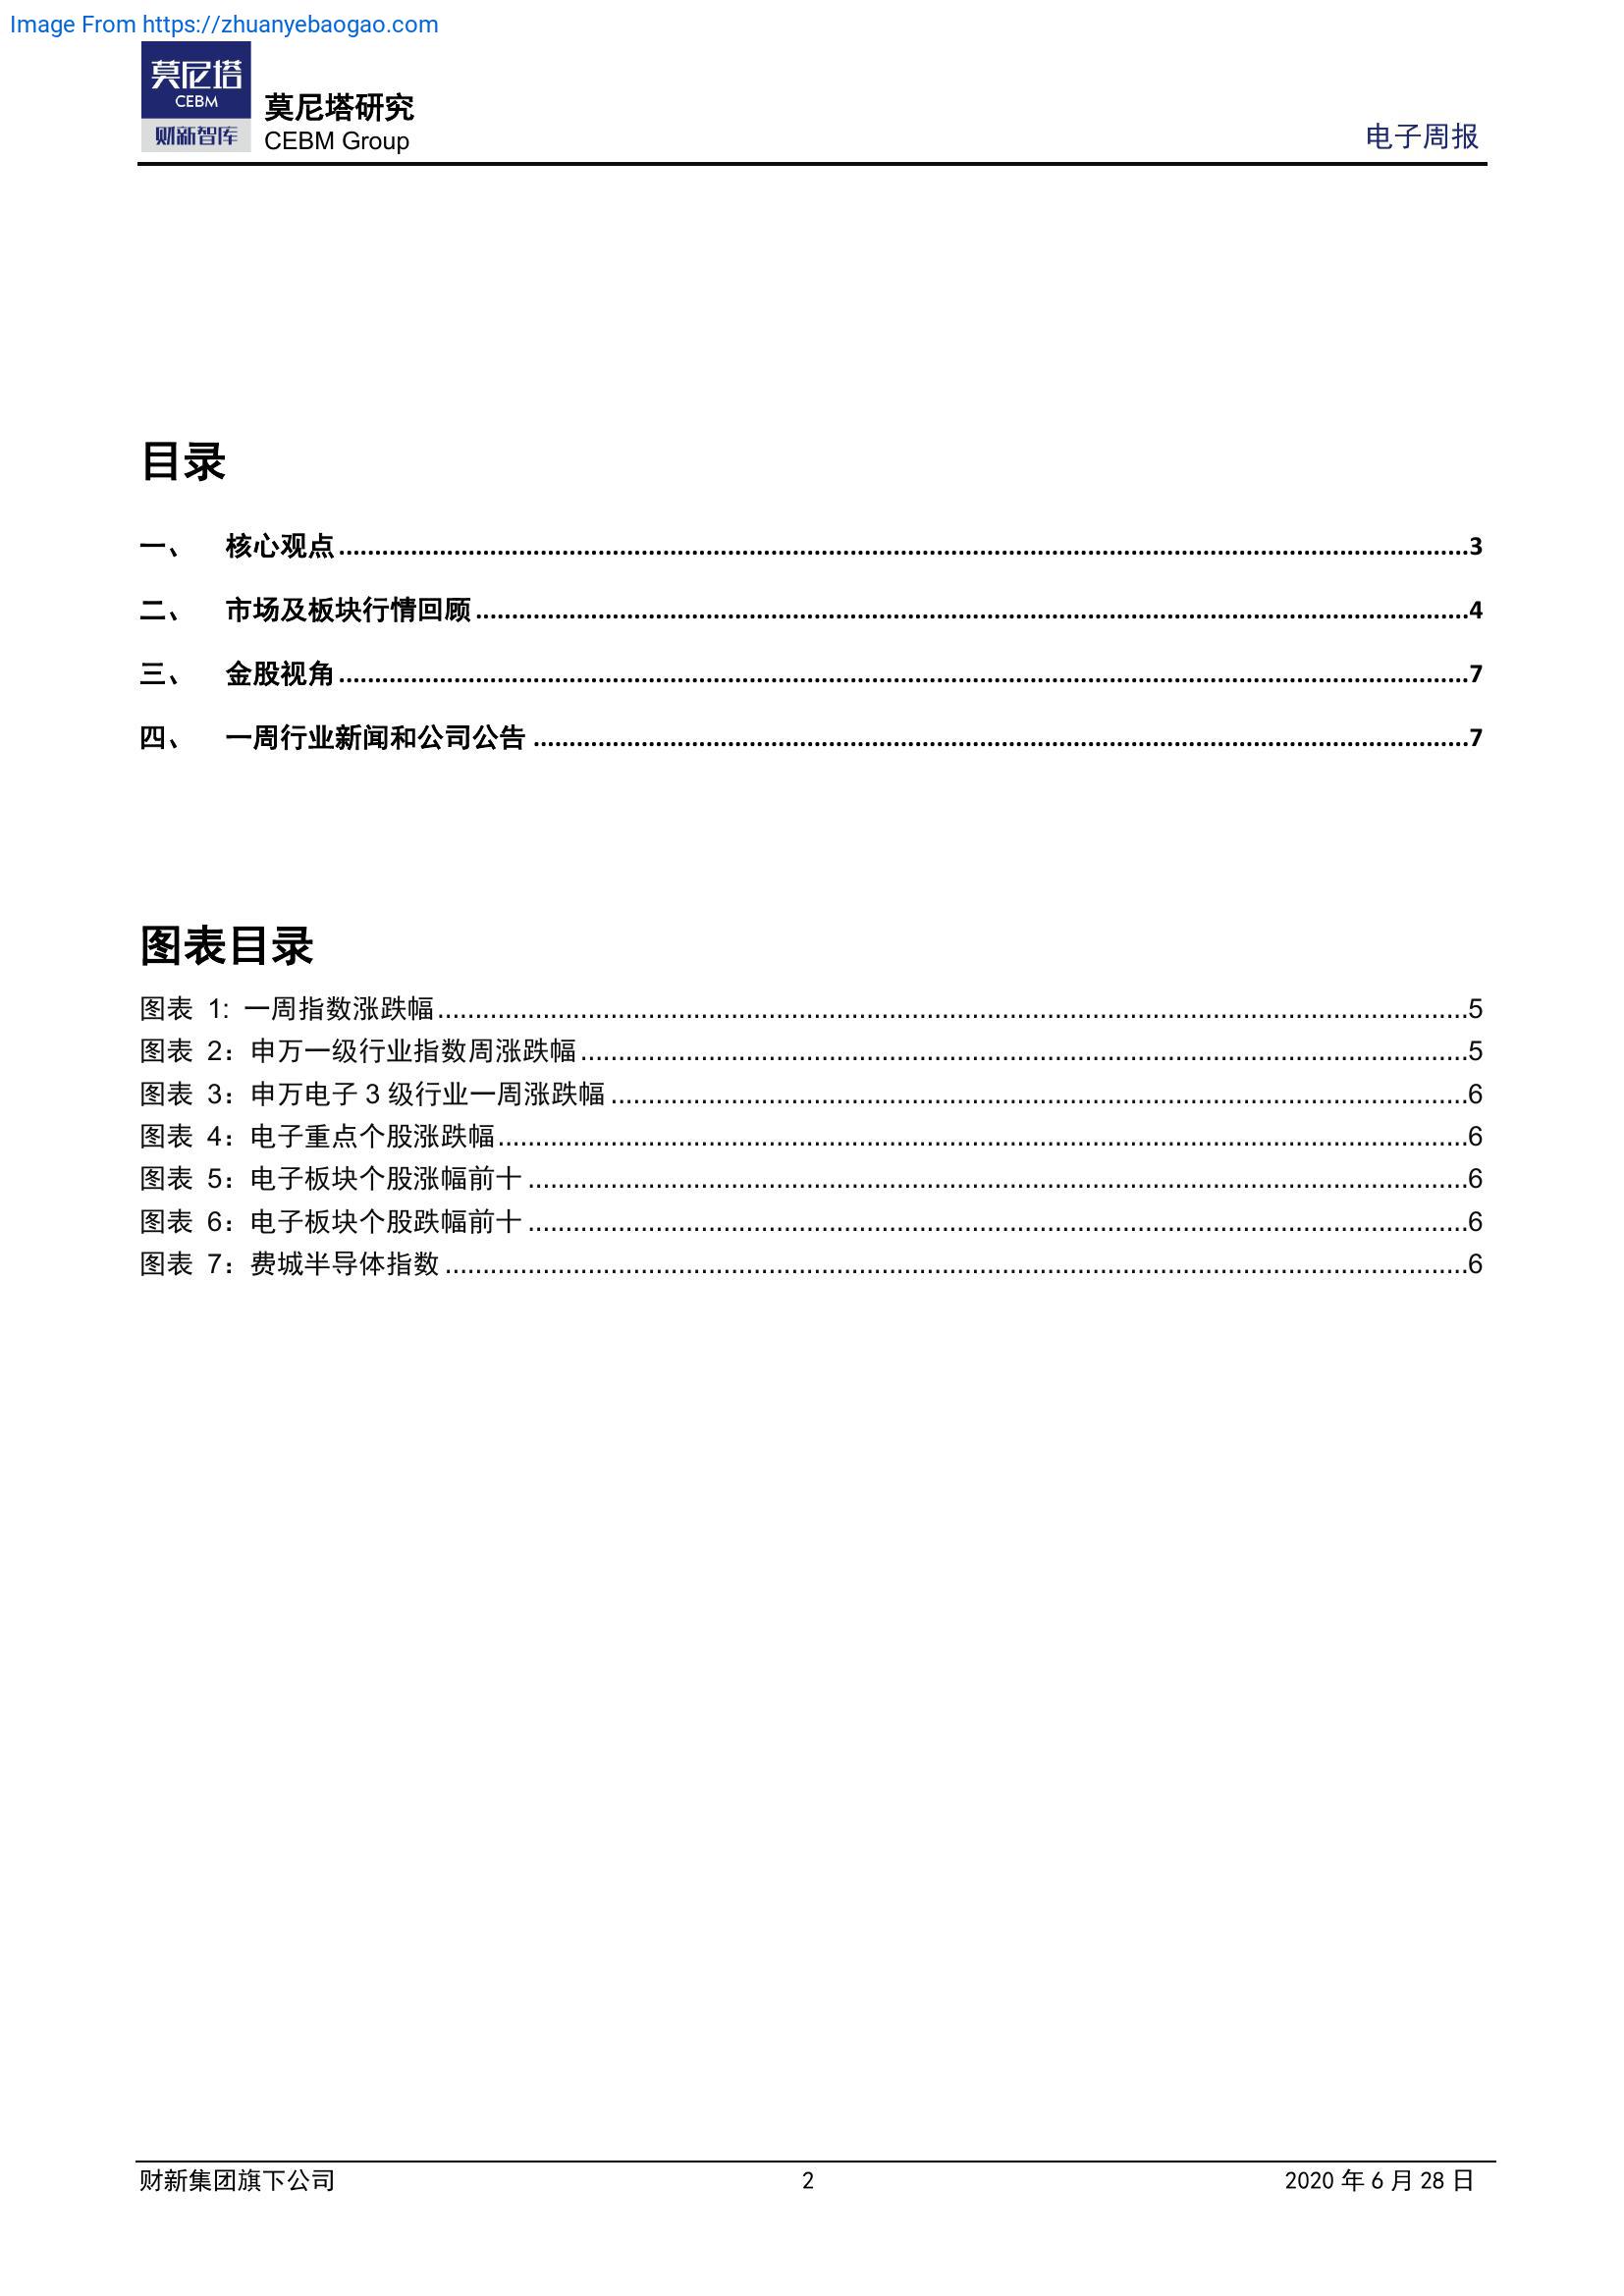 Image From https://zhuanyebaogao.com
莫尼塔
CEBM
财新智库
莫尼塔研究
CEBM Group
电子周报
目录
一、 核心观点........................3
二、 市场及板块行情回顾........................4
三、 金股视角........................7
四、 一周行业新闻和公司公告........................7
图表目录
图表 1: 一周指数涨跌幅........................5
图表 2：申万一级行业指数周涨跌幅........................5
图表 3：申万电子 3 级行业一周涨跌幅........................6
图表 4：电子重点个股涨跌幅........................6
图表 5：电子板块个股涨幅前十........................6
图表 6：电子板块个股跌幅前十........................6
图表 7：费城半导体指数........................6
财新集团旗下公司 2 2020 年 6 月 28 日